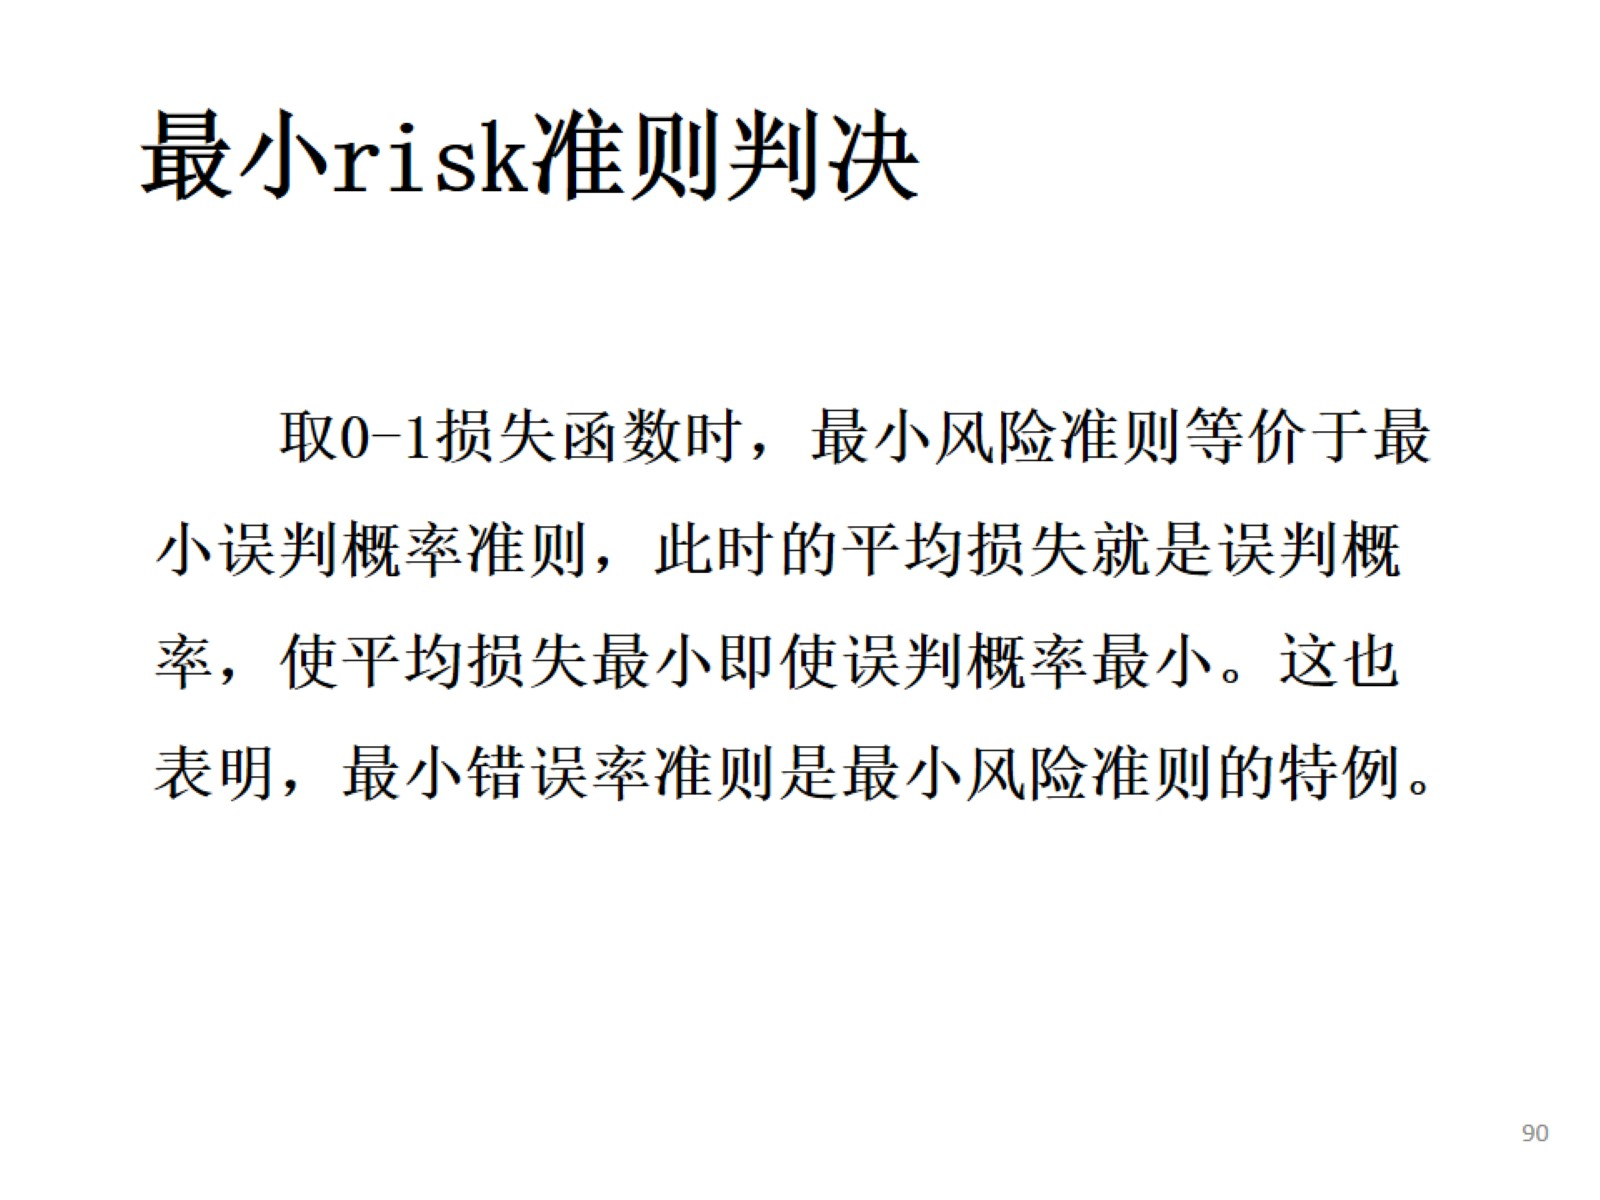 最小risk准则判决
取0-1损失函数时，最小风险准则等价于最
小误判概率准则，此时的平均损失就是误判概
率，使平均损失最小即使误判概率最小。这也
表明，最小错误率准则是最小风险准则的特例。
90